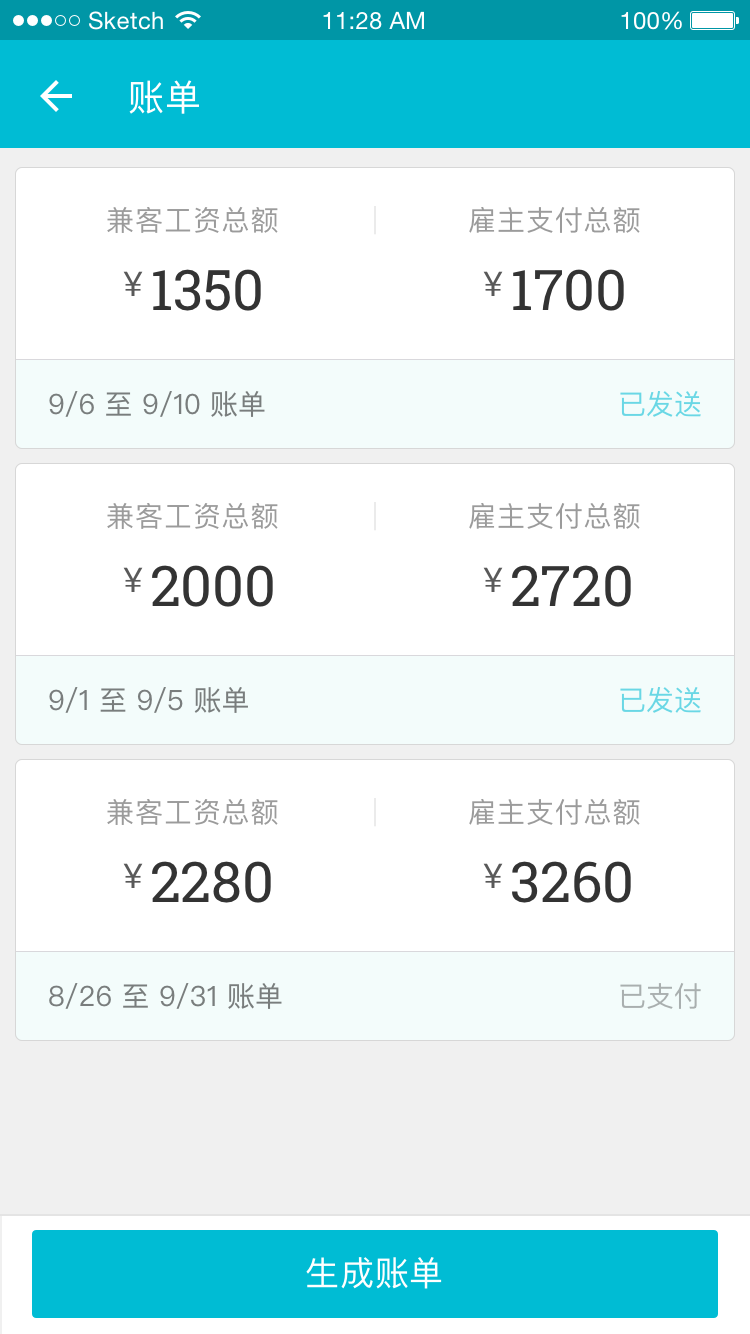 Sketch 11:28 AM 100%
账单
兼客工资总额 雇主支付总额
¥1350 ¥1700
9/6 至 9/10 账单 已发送
兼客工资总额 雇主支付总额
¥2000 ¥2720
9/1 至 9/5 账单 已发送
兼客工资总额 雇主支付总额
¥2280 ¥3260
8/26 至 9/31 账单 已支付
生成账单